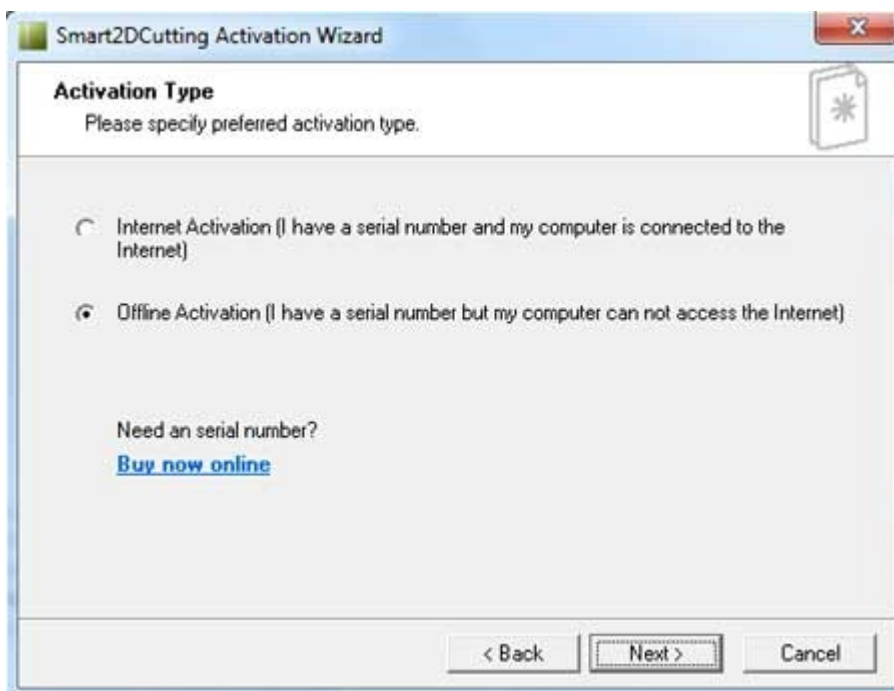 Smart2DCutting Activation Wizard
Activation Type
Please specify preferred activation type.
Internet Activation (I have a serial number and my computer is connected to the
Internet)
Offline Activation (I have a serial number but my computer can not access the Internet)
Need an serial number?
Buy now online
< Back
Next >
Cancel